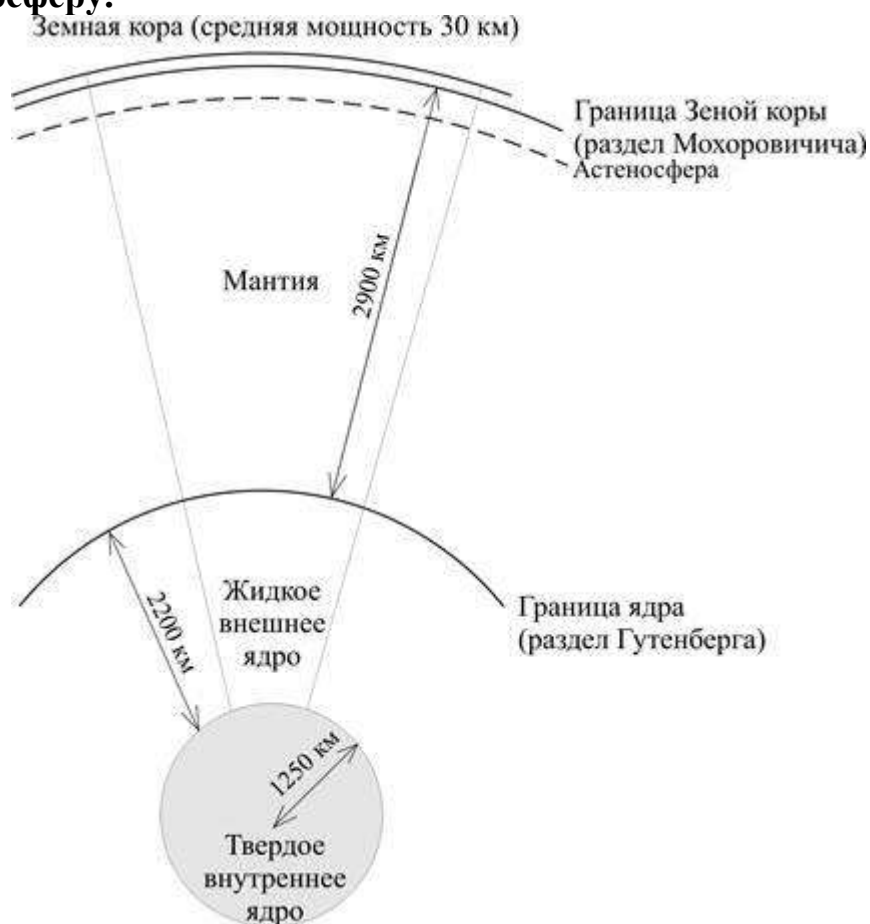 Земная кора (средняя мощность 30 км)
Граница Зеной коры
(раздел Мохоровичича)
Астеносфера
Мантия
2900 км
Жидкое
внешнее
ядро
2200 км
Граница ядра
(раздел Гутенберга)
1250 км
Твердое
внутреннее
ядро